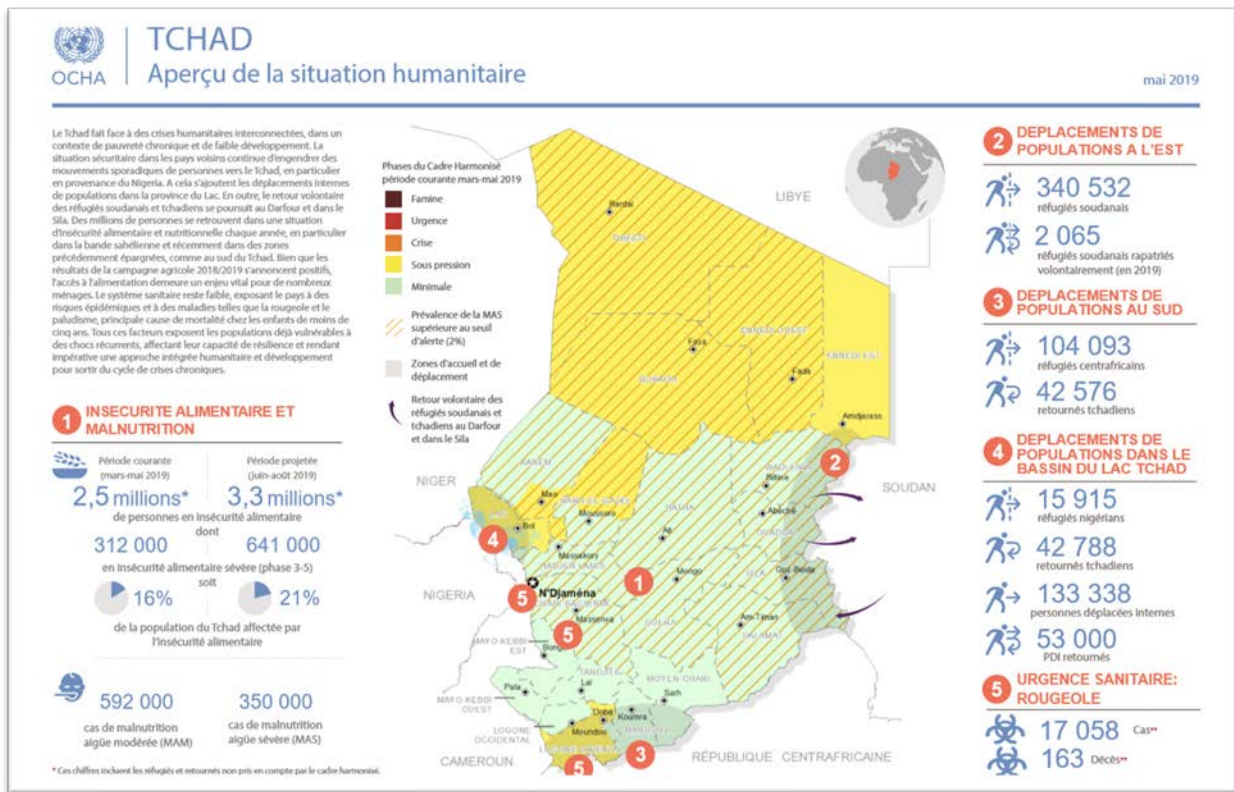 OCHA
TCHAD
Aperçu de la situation humanitaire
mai 2019
Le Tchad fait face à des crises humanitaires interconnectées, dans un
contexte de pauvreté chronique et de faible développement. La
situation sécuritaire dans les pays voisins continue d'engendrer des
mouvements sporadiques de personnes vers le Tchad, en particulier
en provenance du Nigeria. A cela s'ajoutent les déplacements internes
de populations dans la province du Lac. En outre, le retour volontaire
des réfugiés soudanais et tchadiens se poursuit au Darfour et dans le
Sila. Des millions de personnes se retrouvent dans une situation
d'insécurité alimentaire et nutritionnelle chaque année, en particulier
dans la bande sahélienne et récemment dans des zones
précédemment épargnées, comme au sud du Tchad. Bien que les
résultats de la campagne agricole 2018/2019 s'annoncent positifs,
l'accès à l'alimentation demeure un enjeu vital pour de nombreux
ménages. Le système sanitaire reste faible, exposant le pays à des
risques épidémiques et à des maladies telles que la rougeole et le
paludisme, principale cause de mortalité chez les enfants de moins de
cinq ans. Tous ces facteurs exposent les populations déjà vulnérables à
des chocs récurrents, affectant leur capacité de résilience et rendant
impérative une approche intégrée humanitaire et développement
pour sortir du cycle de crises chroniques.
1 INSECURITE ALIMENTAIRE ET
MALNUTRITION
Période courante
(mars-mai 2019)
2,5 millions*
Période projetée
(juin-août 2019)
3,3 millions*
de personnes en insécurité alimentaire
dont
312 000
641 000
en insécurité alimentaire sévère (phase 3-5)
soit
16%
21%
de la population du Tchad affectée par
l'insécurité alimentaire
592 000
cas de malnutrition
aigüe modérée (MAM)
350 000
cas de malnutrition
aigüe sévère (MAS)
* Ces chiffres incluent les réfugiés et retournés non pris en compte par le cadre harmonisé.
Phases du Cadre Harmonisé
période courante mars-mai 2019
Famine
Urgence
Crise
Sous pression
Minimale
Prévalence de la MAS
supérieure au seuil
d'alerte (2%)
Zones d'accueil et de
déplacement
Retour volontaire des
réfugiés soudanais et
tchadiens au Darfour
et dans le Sila
LIBYE
Bardai
TIBESTI
ENNEDI OUEST
ENNEDI EST
Faya
BORKOU
Fada
Amdjarass
2
KANEM
NIGER
Mao
Moussoro
Biltine
SOUDAN
Abéché
BATHA
Bol
4
Ati
Massakory
Mongo
Goz-Beida
SILA
1
NIGERIA
5
N'Djaména
Massenya
5
GUERA
Am-Timan
SALAMAT
MAYO-KEBBI
EST
Bongor
TANDJILE
MOYEN CHARI
Pala
Laï
Sarh
MAYO-KEBBI
OUEST
Doba
Koumra
MANDOUL
LOGONE
OCCIDENTAL
Moundou
3
CAMEROUN
5
RÉPUBLIQUE CENTRAFRICAINE
2 DEPLACEMENTS DE
POPULATIONS A L'EST
340 532
réfugiés soudanais
2 065
réfugiés soudanais rapatriés
volontairement (en 2019)
3 DEPLACEMENTS DE
POPULATIONS AU SUD
104 093
réfugiés centrafricains
42 576
retournés tchadiens
4 DEPLACEMENTS DE
POPULATIONS DANS LE
BASSIN DU LAC TCHAD
15 915
réfugiés nigérians
42 788
retournés tchadiens
133 338
personnes déplacées internes
53 000
PDI retournés
5 URGENCE SANITAIRE:
ROUGEOLE
17 058 Cas**
163 Décès**